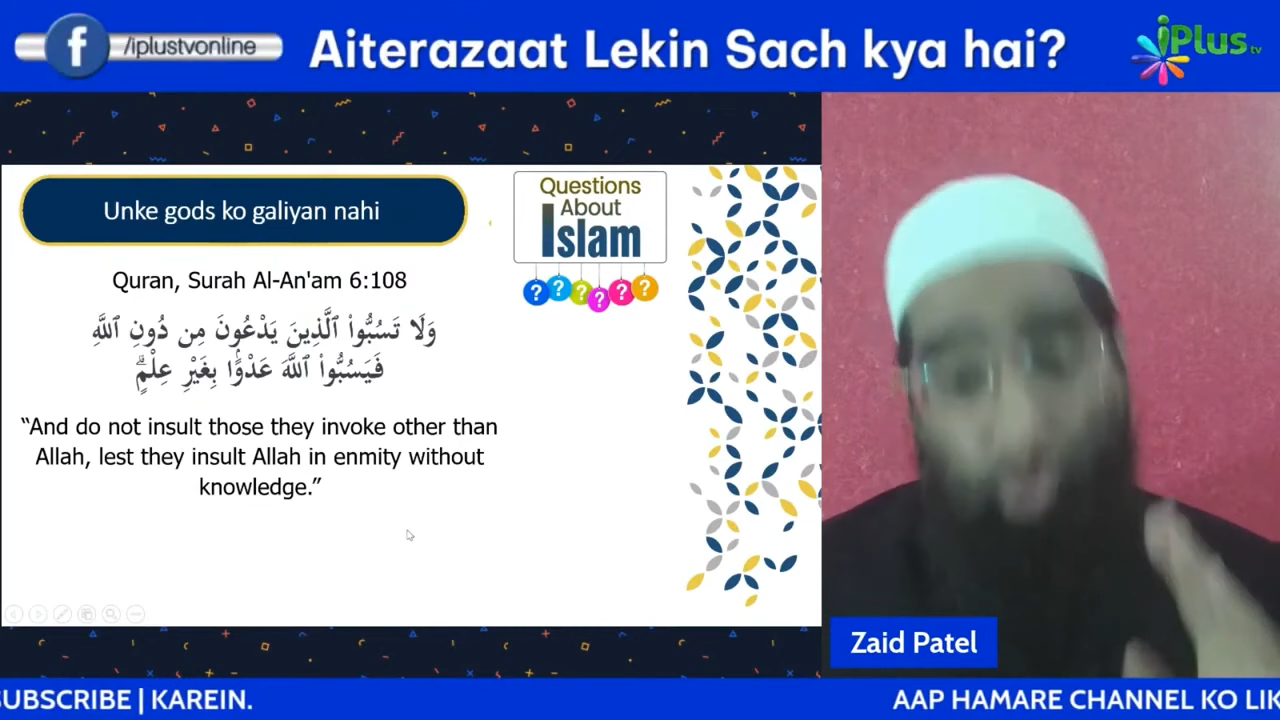 f /iplustvonline
Aiterazaat Lekin Sach kya hai?
iPlus tv
Unke gods ko galiyan nahi
Questions
About
Islam
? ? ? ? ? ?
Quran, Surah Al-An'am 6:108
وَلَا تَسُبُّوا۟ ٱلَّذِينَ يَدْعُونَ مِن دُونِ ٱللَّهِ
فَيَسُبُّوا۟ ٱللَّهَ عَدْوًۢا بِغَيْرِ عِلْمٍۢ ۗ
“And do not insult those they invoke other than
Allah, lest they insult Allah in enmity without
knowledge.”
Zaid Patel
SUBSCRIBE | KAREIN.
AAP HAMARE CHANNEL KO LIK